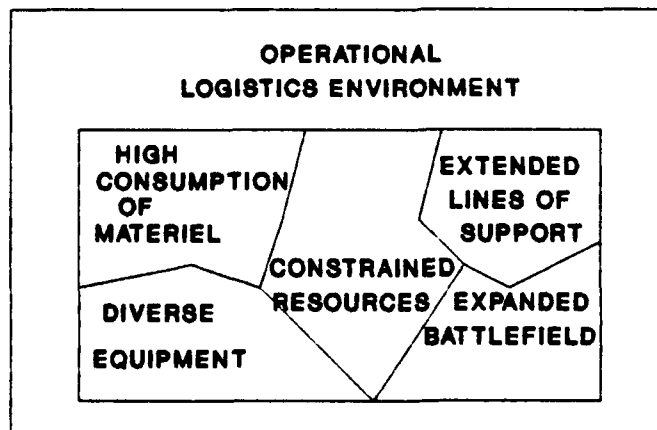 OPERATIONAL
LOGISTICS ENVIRONMENT
HIGH
CONSUMPTION
OF
MATERIEL
EXTENDED
LINES OF
SUPPORT
CONSTRAINED
RESOURCES
DIVERSE
EQUIPMENT
EXPANDED
BATTLEFIELD